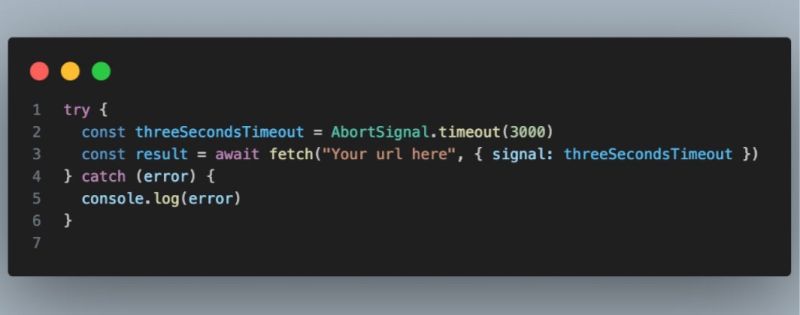 1 try {
2   const threeSecondsTimeout = AbortSignal.timeout(3000)
3   const result = await fetch("Your url here", { signal: threeSecondsTimeout })
4 } catch (error) {
5   console.log(error)
6 }
7